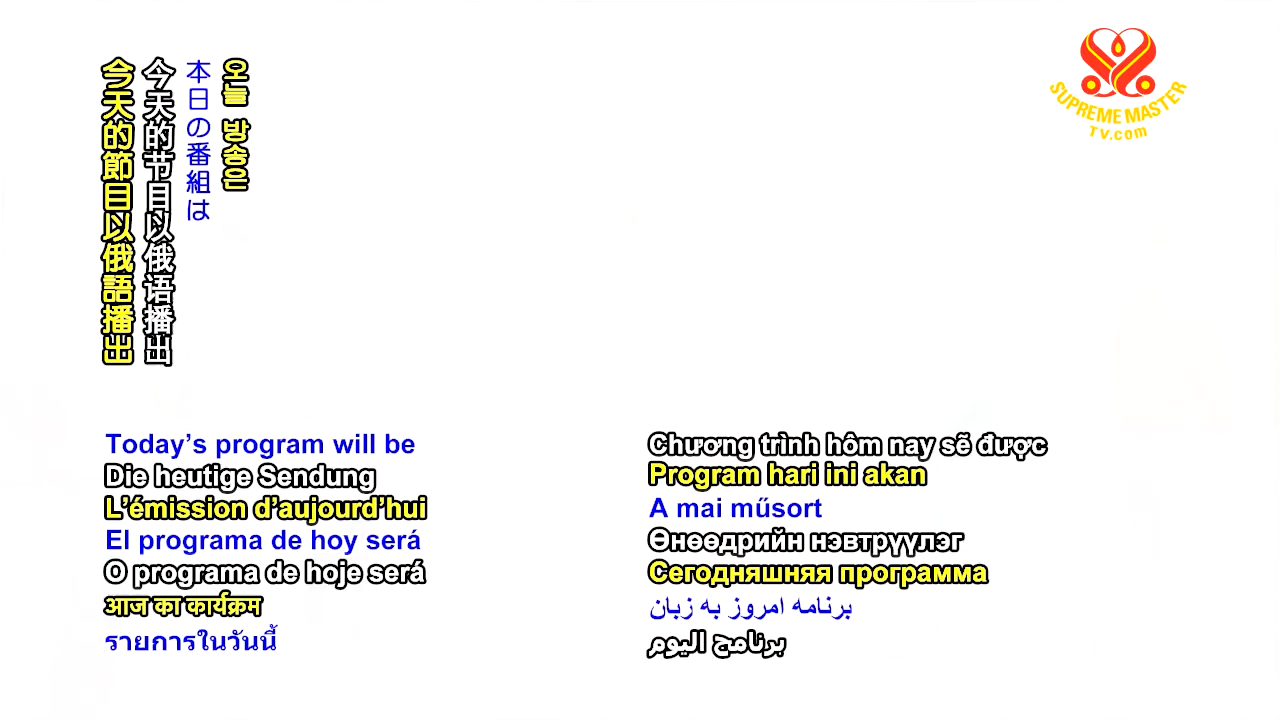 今天的節目以俄語播出
今天的节目以俄语播出
本日の番組は
오늘 방송은
SUPREME MASTER
TV.com
Today’s program will be
Die heutige Sendung
L’émission d’aujourd’hui
El programa de hoy será
O programa de hoje será
आज का कार्यक्रम
รายการในวันนี้
Chương trình hôm nay sẽ được
Program hari ini akan
A mai műsort
Өнөөдрийн нэвтрүүлэг
Сегодняшняя программа
برنامه امروز به زبان
برنامج اليوم